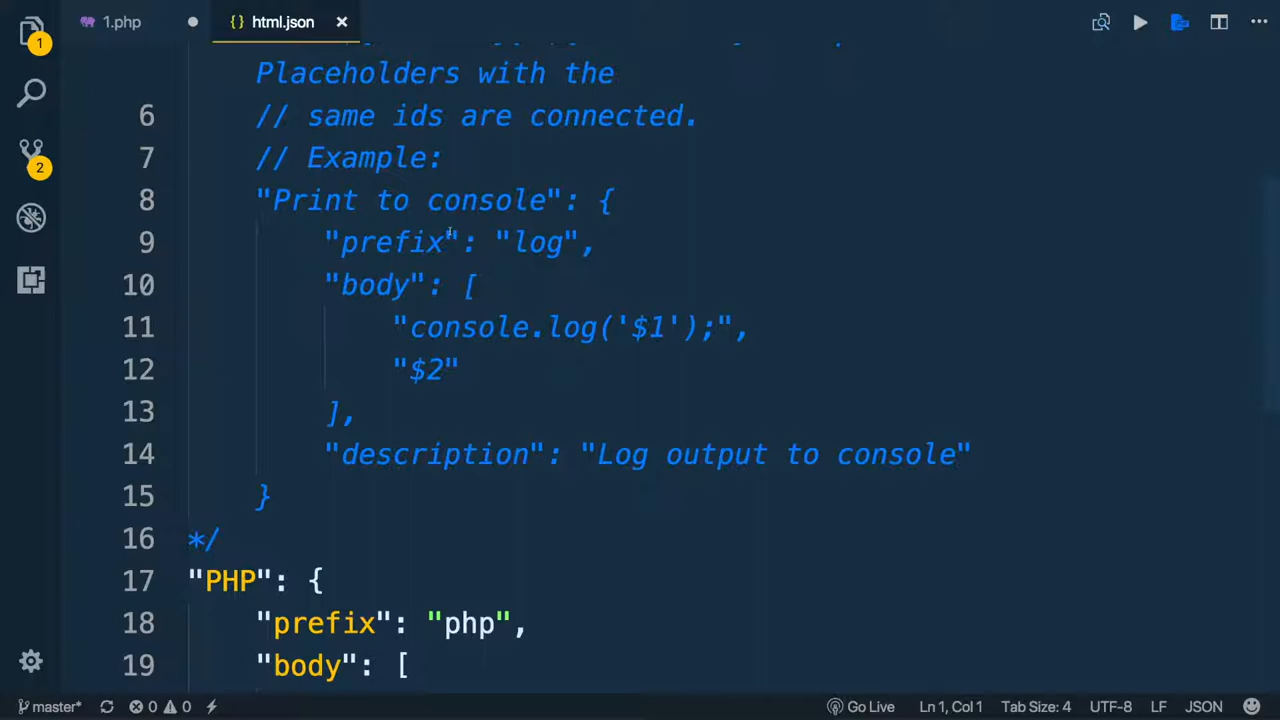 1
2
1.php
{} html.json
Placeholders with the
6 // same ids are connected.
7 // Example:
8 "Print to console": {
9 "prefix": "log",
10 "body": [
11 "console.log('$1');",
12 "$2"
13 ],
14 "description": "Log output to console"
15 }
16 */
17 "PHP": {
18 "prefix": "php",
19 "body": [
master* 0 0 Go Live Ln 1, Col 1 Tab Size: 4 UTF-8 LF JSON